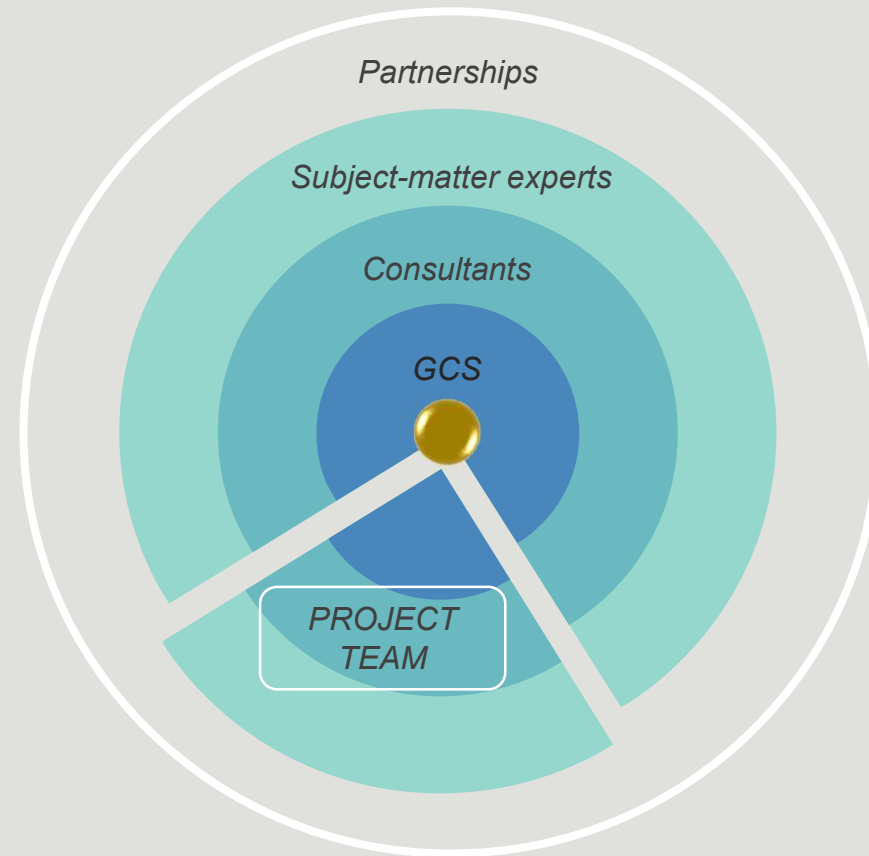 Partnerships
Subject-matter experts
Consultants
GCS
PROJECT
TEAM